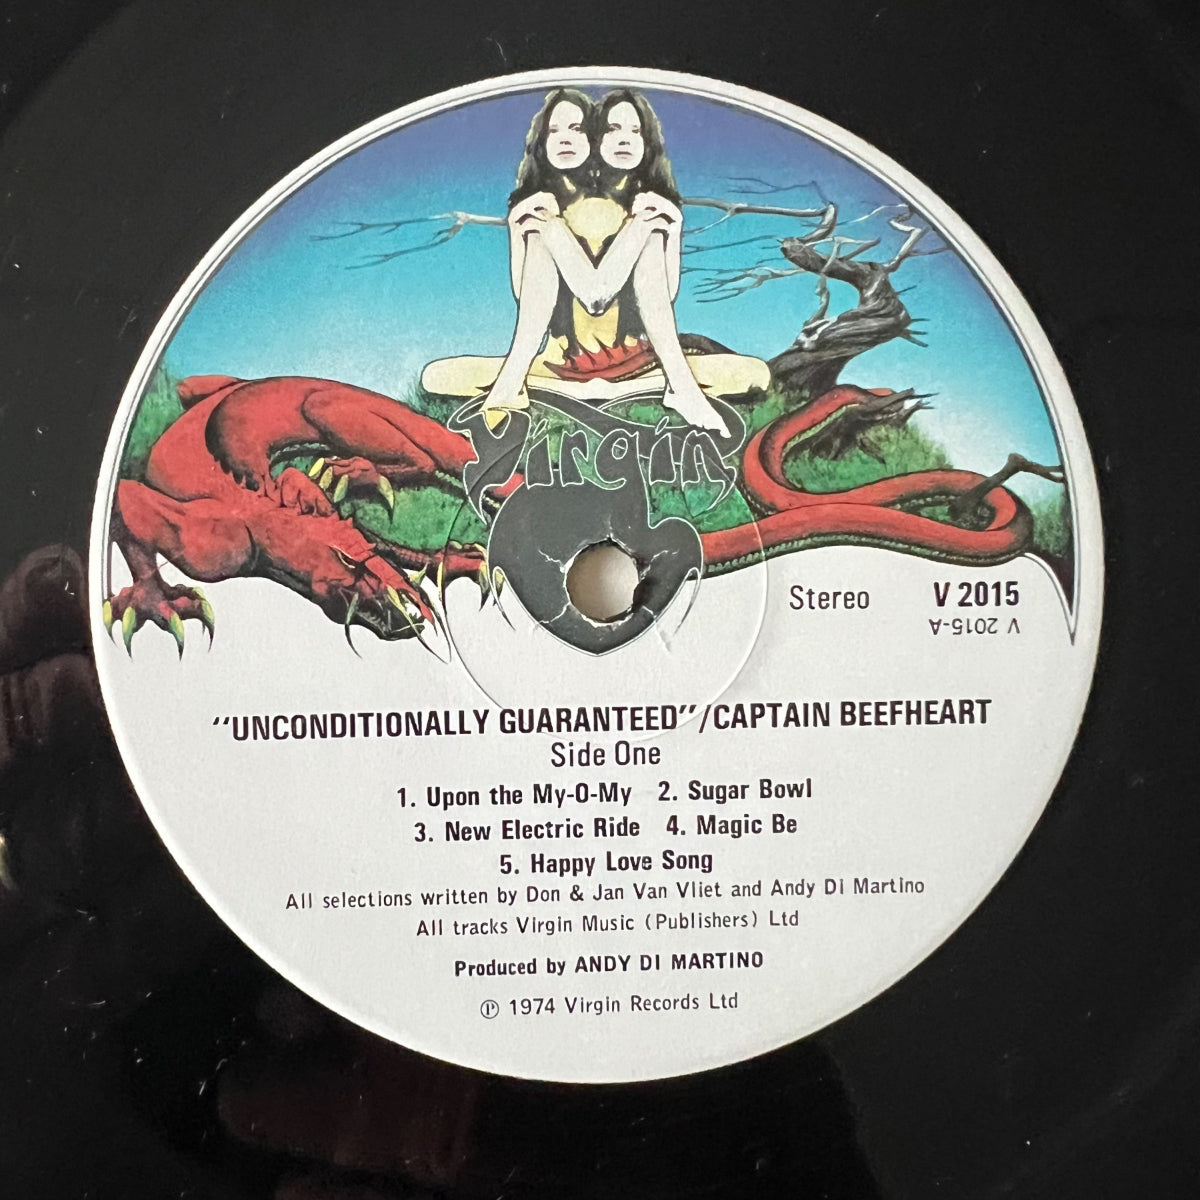 Virgin
Stereo V 2015
V 2015-A
"UNCONDITIONALLY GUARANTEED"/CAPTAIN BEEFHEART
Side One
1. Upon the My-O-My 2. Sugar Bowl
3. New Electric Ride 4. Magic Be
5. Happy Love Song
All selections written by Don & Jan Van Vliet and Andy Di Martino
All tracks Virgin Music (Publishers) Ltd
Produced by ANDY DI MARTINO
℗ 1974 Virgin Records Ltd